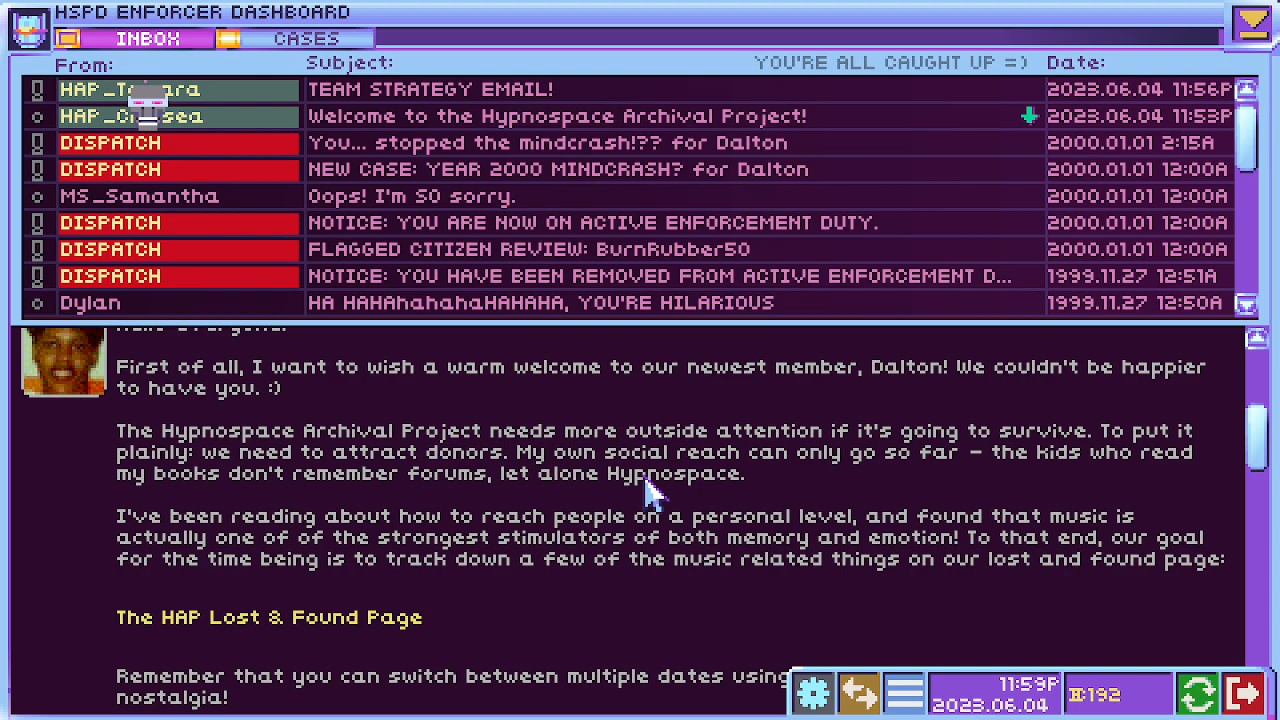 HSPD ENFORCER DASHBOARD
INBOX CASES
From: Subject: YOU'RE ALL CAUGHT UP =) Date:
TEAM STRATEGY EMAIL! 2023.06.04 11:56P
Welcome to the Hypnospace Archival Project! 2023.06.04 11:53P
DISPATCH You... stopped the mindcrash!?? for Dalton 2000.01.01 2:15A
DISPATCH NEW CASE: YEAR 2000 MINDCRASH? for Dalton 2000.01.01 12:00A
MS_Samantha Oops! I'm SO sorry. 2000.01.01 12:00A
DISPATCH NOTICE: YOU ARE NOW ON ACTIVE ENFORCEMENT DUTY. 2000.01.01 12:00A
DISPATCH FLAGGED CITIZEN REVIEW: BurnRubber50 2000.01.01 12:00A
DISPATCH NOTICE: YOU HAVE BEEN REMOVED FROM ACTIVE ENFORCEMENT D... 1999.11.27 12:51A
Dylan HA HAHAhahahaHAHAHA, YOU'RE HILARIOUS 1999.11.27 12:50A
First of all, I want to wish a warm welcome to our newest member, Dalton! We couldn't be happier
to have you. :)
The Hypnospace Archival Project needs more outside attention if it's going to survive. To put it
plainly: we need to attract donors. My own social reach can only go so far - the kids who read
my books don't remember forums, let alone Hypnospace.
I've been reading about how to reach people on a personal level, and found that music is
actually one of of the strongest stimulators of both memory and emotion! To that end, our goal
for the time being is to track down a few of the music related things on our lost and found page:
The HAP Lost & Found Page
Remember that you can switch between multiple dates using
nostalgia!
11:59P
2023.06.04
:192